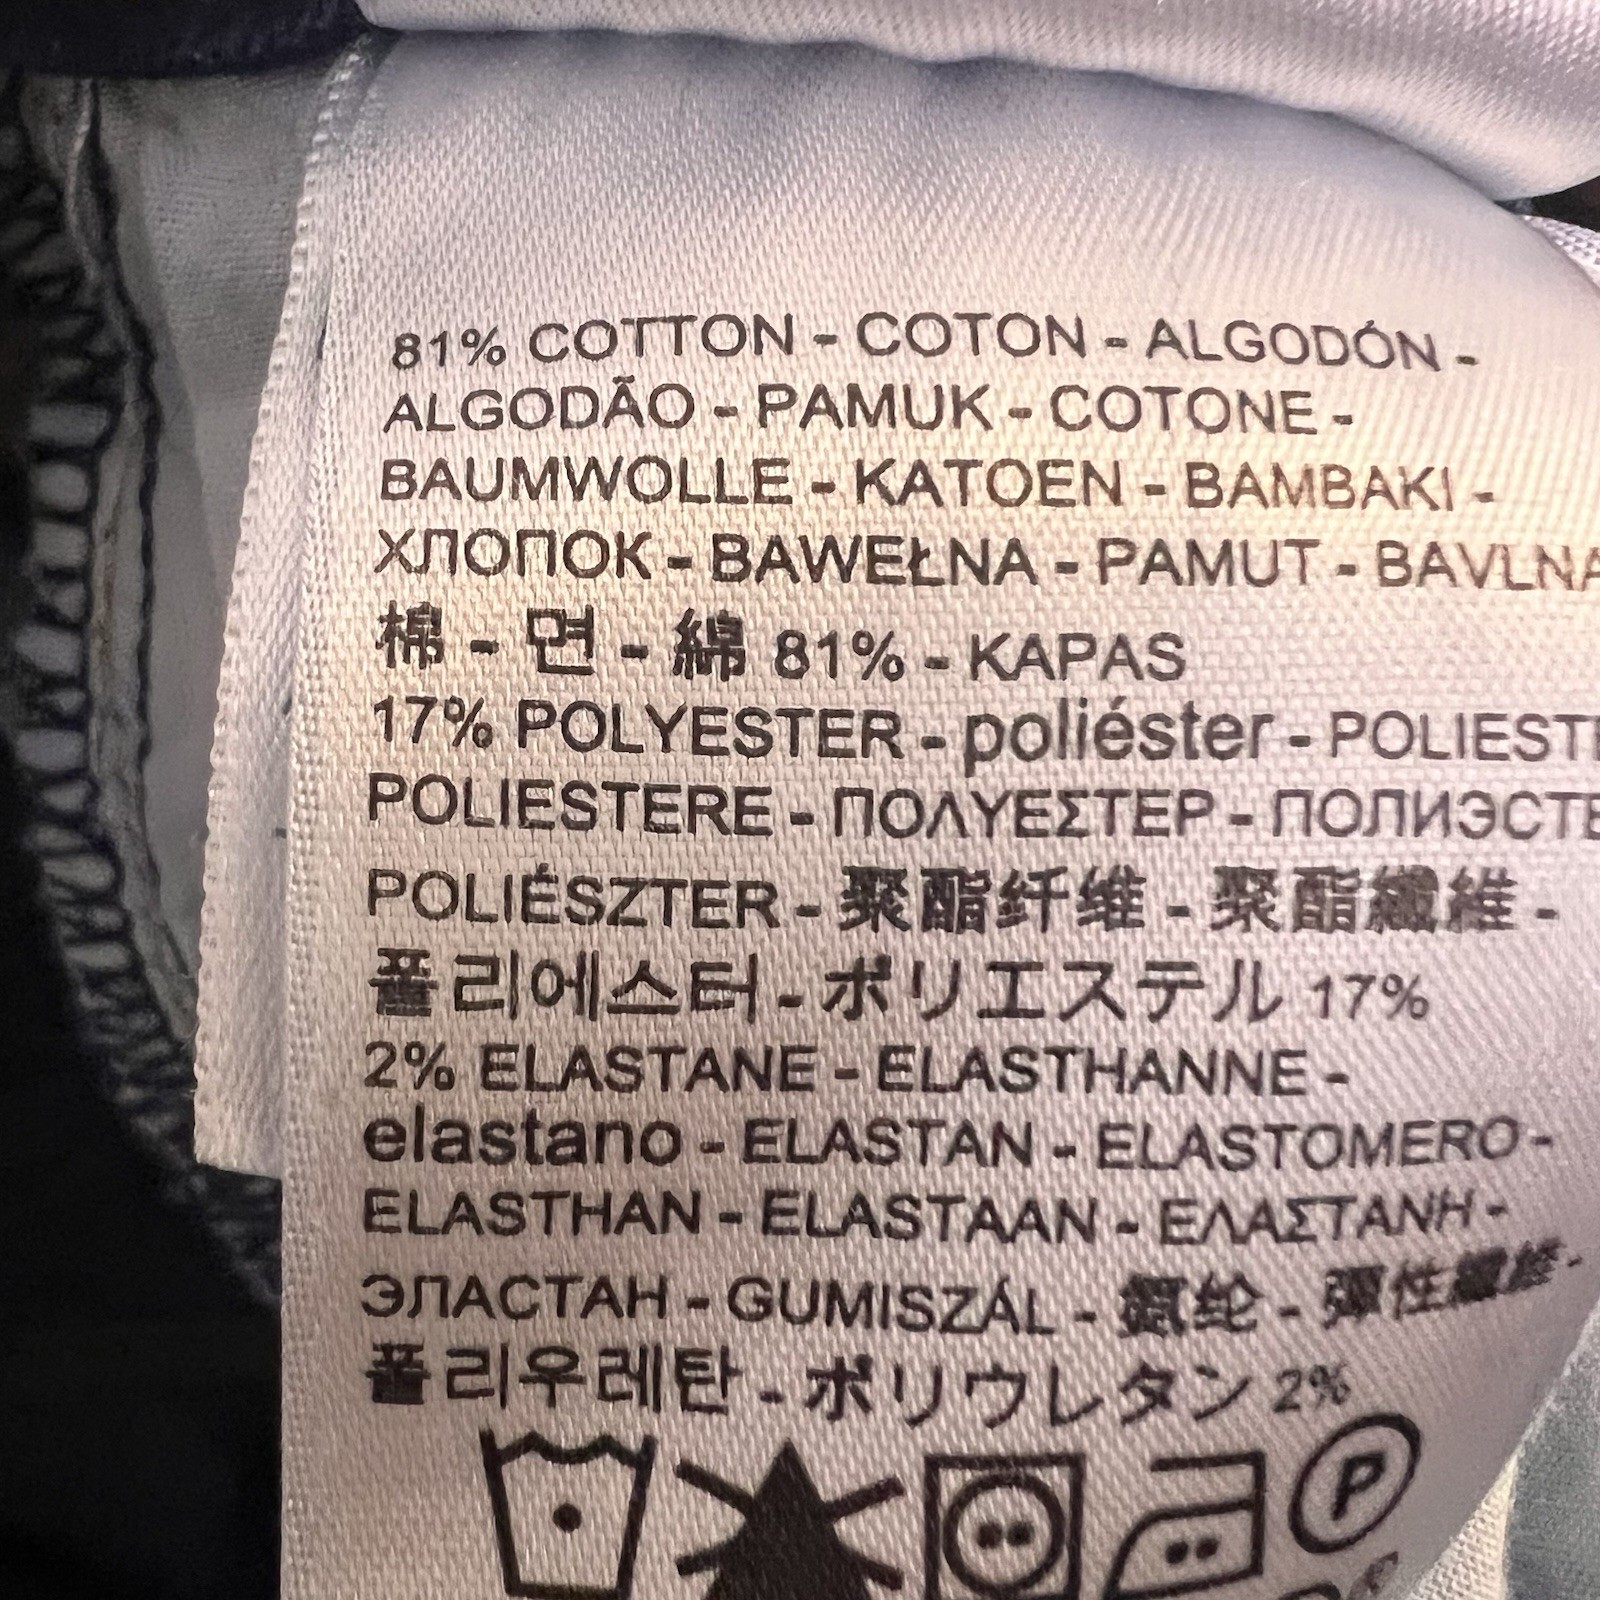 81% COTTON - COTON - ALGODÓN -
ALGODÃO - PAMUK - COTONE -
BAUMWOLLE - KATOEN - BAMBAKI -
ХЛОПОК - BAWEŁNA - PAMUT - BAVLNA
棉 - 면 - 綿 81% - KAPAS
17% POLYESTER - poliéster - POLIESTE
POLIESTERE - ΠΟΛΥΕΣΤΕΡ - ПОЛИЭСТЕ
POLIÉSZTER - 聚酯纤维 - 聚酯纖維 -
폴리에스터 - ポリエステル 17%
2% ELASTANE - ELASTHANNE -
elastano - ELASTAN - ELASTOMERO -
ELASTHAN - ELASTAAN - ΕΛΑΣΤΑΝΗ -
ЭЛАСТАН - GUMISZÁL - 氨纶 - 彈性纖維 -
폴리우레탄 - ポリウレタン 2%
P